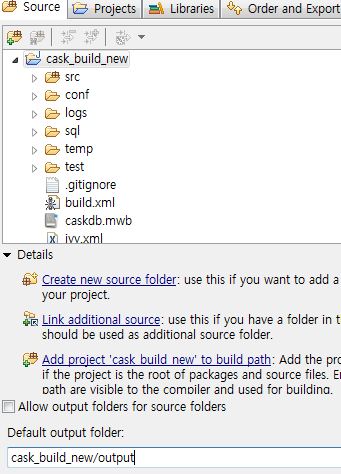 Source Projects Libraries Order and Export
cask_build_new
src
conf
logs
sql
temp
test
.gitignore
build.xml
caskdb.mwb
ivy.xml
Details
Create new source folder: use this if you want to add a
your project.
Link additional source: use this if you have a folder in t
should be used as additional source folder.
Add project 'cask_build_new' to build path: Add the pro
if the project is the root of packages and source files. E
path are visible to the compiler and used for building.
Allow output folders for source folders
Default output folder:
cask_build_new/output